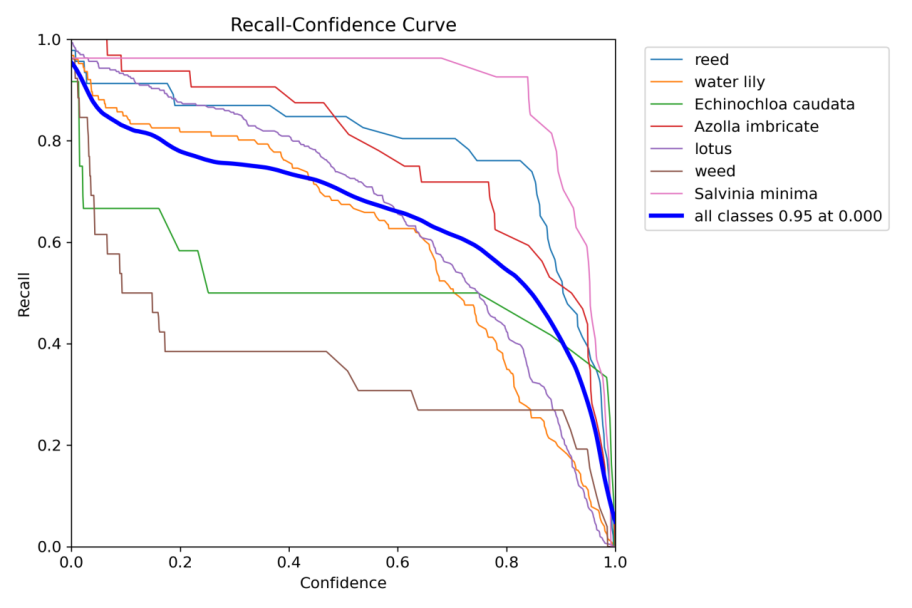 Recall-Confidence Curve
1.0
0.8
0.6
0.4
0.2
0.0
Recall
0.0 0.2 0.4 0.6 0.8 1.0
Confidence
reed
water lily
Echinochloa caudata
Azolla imbricate
lotus
weed
Salvinia minima
all classes 0.95 at 0.000